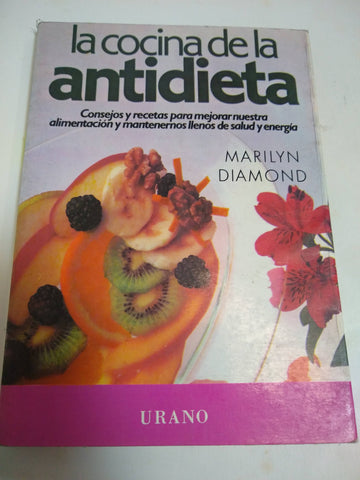 la cocina de la
antidieta
Consejos y recetas para mejorar nuestra
alimentación y mantenernos llenos de salud y energía
MARILYN
DIAMOND
URANO